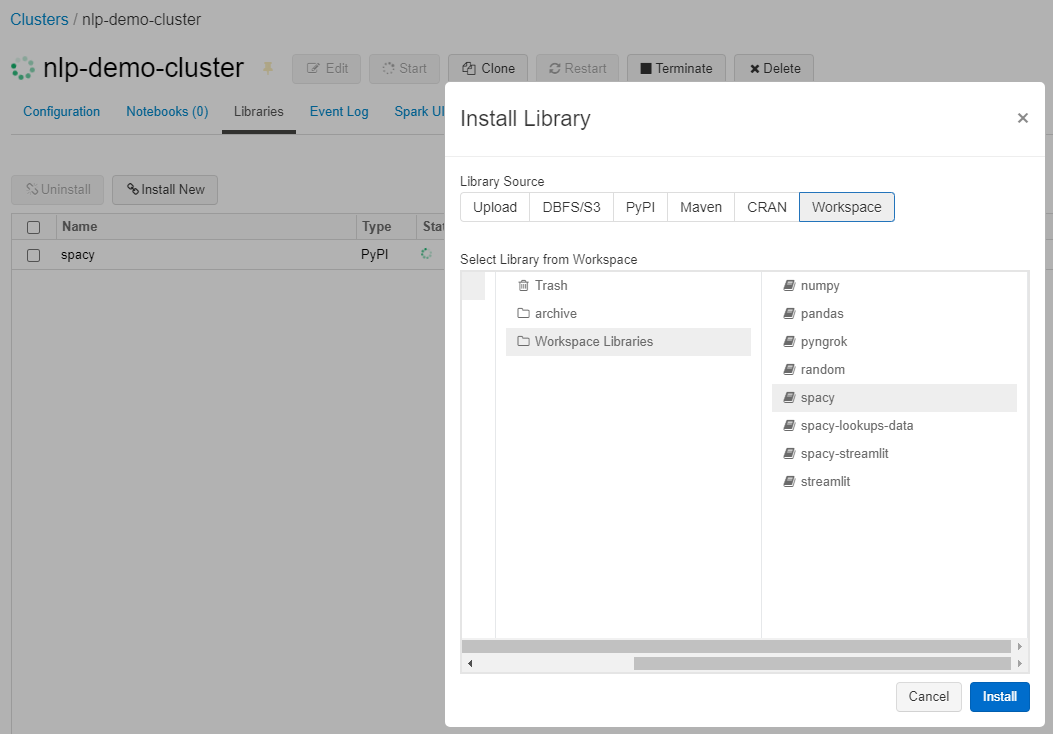 Clusters / nlp-demo-cluster
nlp-demo-cluster Edit Start Clone Restart Terminate Delete
Configuration Notebooks (0) Libraries Event Log Spark UI
Uninstall Install New
Name Type Stat
spacy PyPI
Install Library ×
Library Source
Upload DBFS/S3 PyPI Maven CRAN Workspace
Select Library from Workspace
Trash
archive
Workspace Libraries
numpy
pandas
pyngrok
random
spacy
spacy-lookups-data
spacy-streamlit
streamlit
Cancel Install